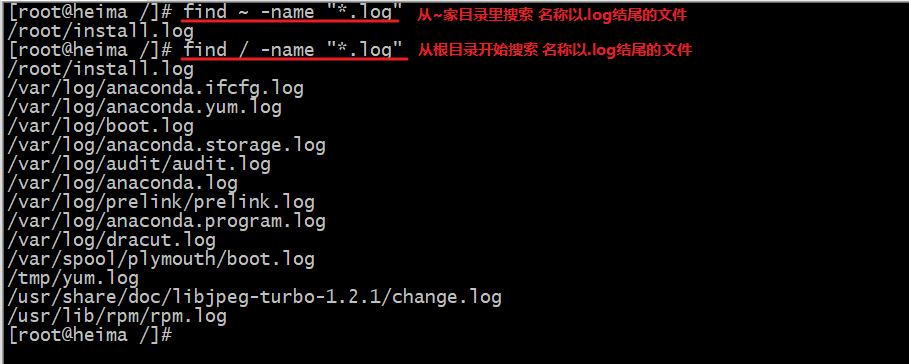 [root@heima /]# find ~ -name "*.log" 从~家目录里搜索 名称以.log结尾的文件
/root/install.log
[root@heima /]# find / -name "*.log" 从根目录开始搜索 名称以.log结尾的文件
/root/install.log
/var/log/anaconda.ifcfg.log
/var/log/anaconda.yum.log
/var/log/boot.log
/var/log/anaconda.storage.log
/var/log/audit/audit.log
/var/log/anaconda.log
/var/log/prelink/prelink.log
/var/log/anaconda.program.log
/var/log/dracut.log
/var/spool/plymouth/boot.log
/tmp/yum.log
/usr/share/doc/libjpeg-turbo-1.2.1/change.log
/usr/lib/rpm/rpm.log
[root@heima /]#